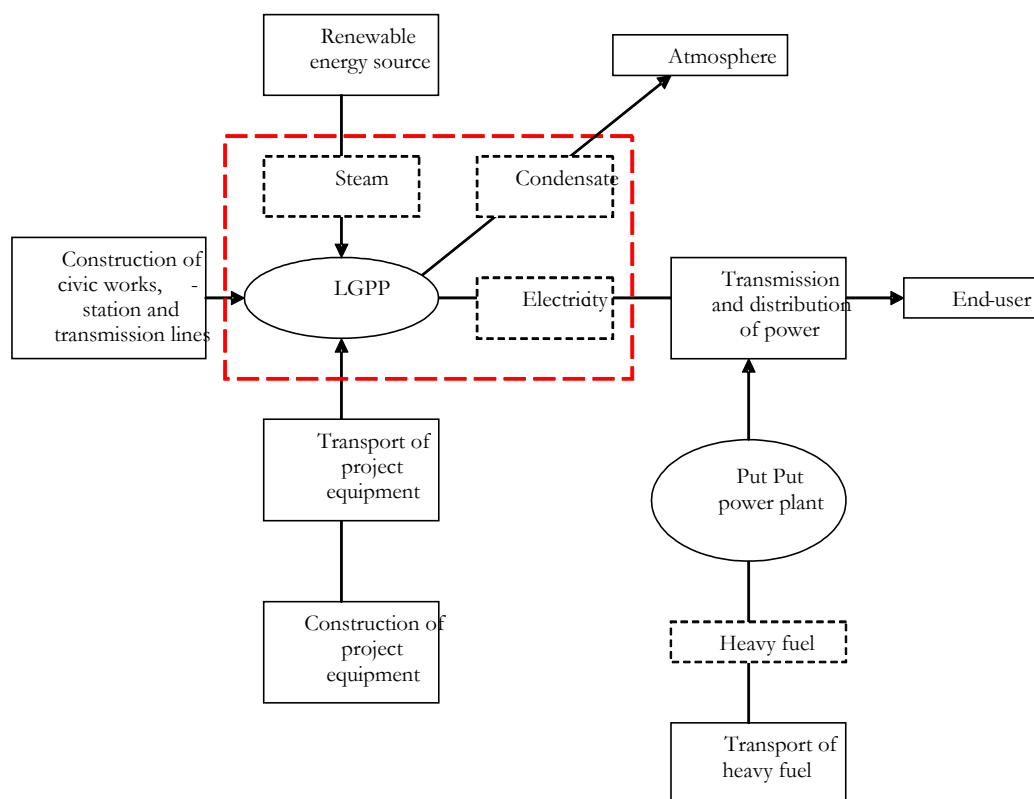 Renewable
energy source
Atmosphere
Steam
Condensate
Construction of
civic works, -
station and
transmission lines
LGPP
Electricity
Transmission
and distribution
of power
End-user
Transport of
project
equipment
Put Put
power plant
Construction of
project
equipment
Heavy fuel
Transport of
heavy fuel